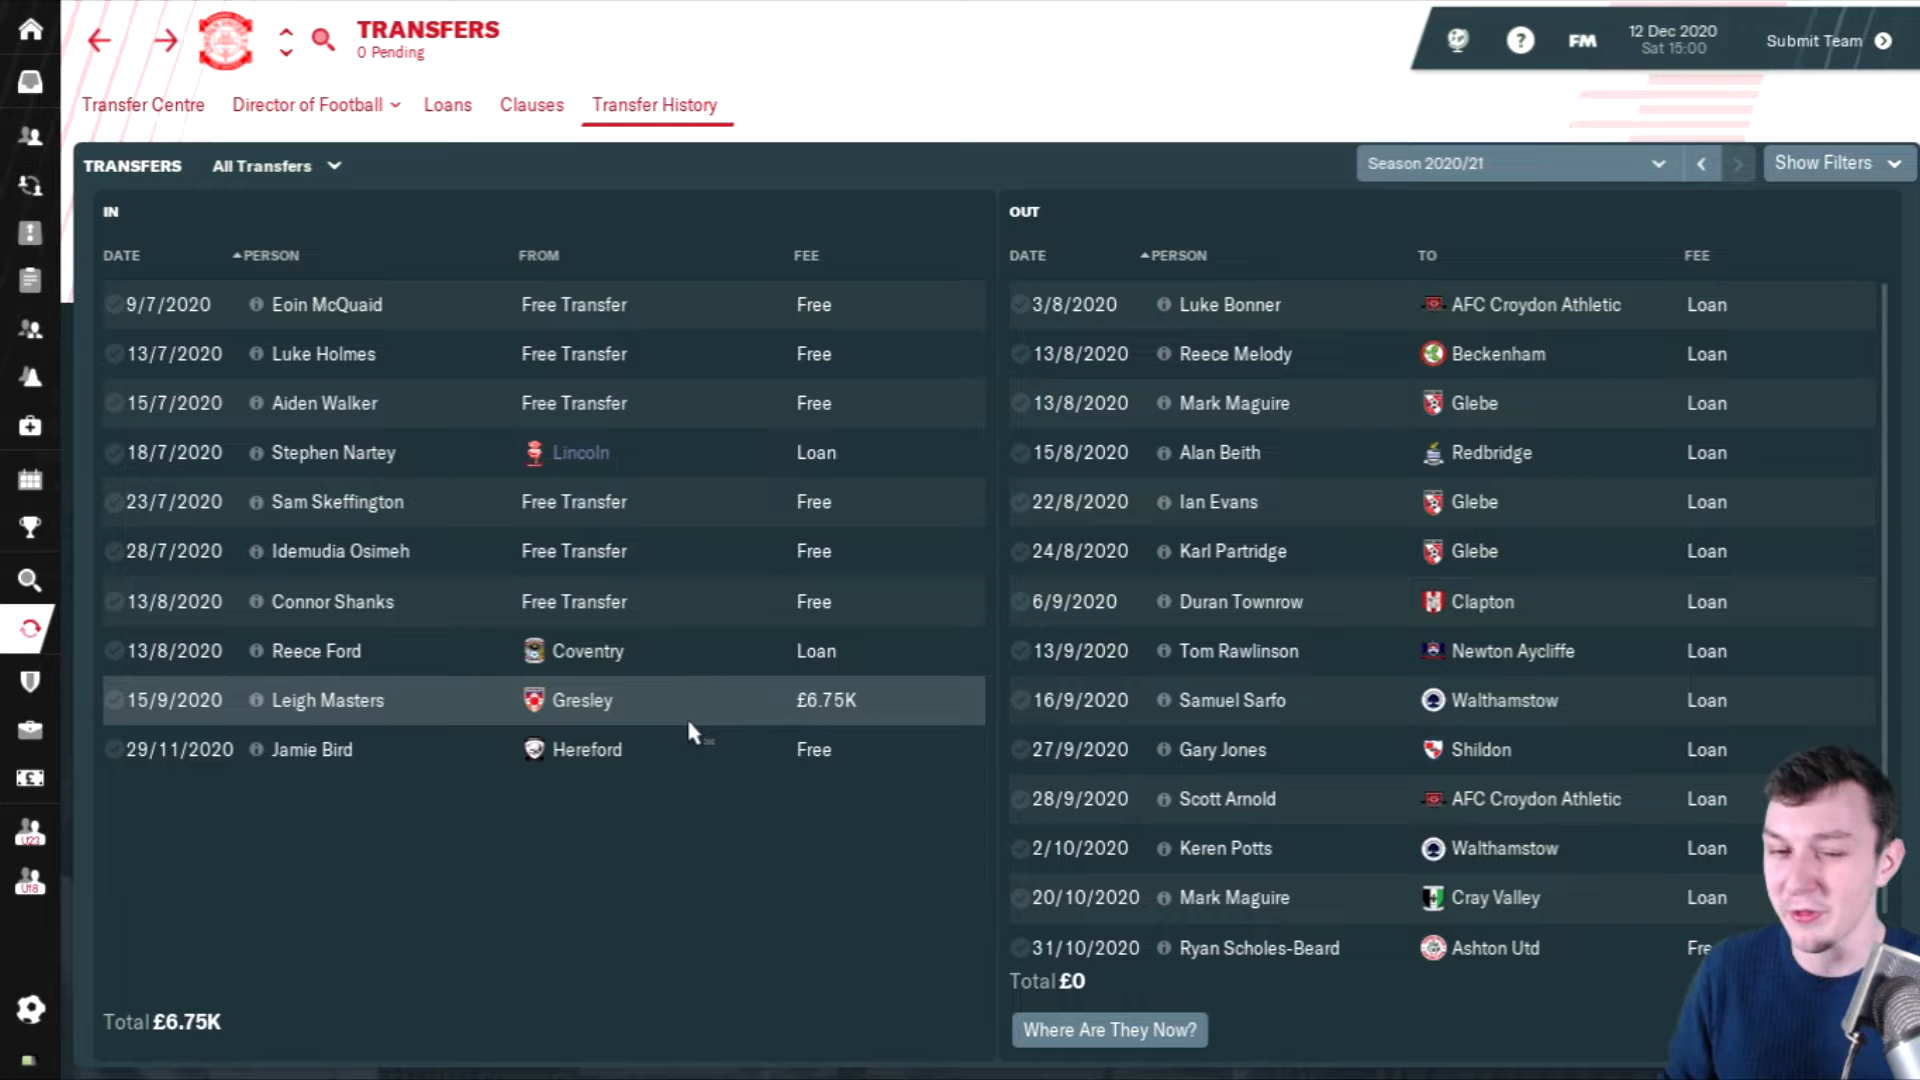 TRANSFERS
0 Pending
FM
12 Dec 2020
Sat 15:00
Submit Team
Transfer Centre Director of Football Loans Clauses Transfer History
TRANSFERS All Transfers
Season 2020/21
Show Filters
IN
DATE PERSON FROM FEE
9/7/2020 Eoin McQuaid Free Transfer Free
13/7/2020 Luke Holmes Free Transfer Free
15/7/2020 Aiden Walker Free Transfer Free
18/7/2020 Stephen Nartey Lincoln Loan
23/7/2020 Sam Skeffington Free Transfer Free
28/7/2020 Idemudia Osimeh Free Transfer Free
13/8/2020 Connor Shanks Free Transfer Free
13/8/2020 Reece Ford Coventry Loan
15/9/2020 Leigh Masters Gresley £6.75K
29/11/2020 Jamie Bird Hereford Free
Total £6.75K
OUT
DATE PERSON TO FEE
3/8/2020 Luke Bonner AFC Croydon Athletic Loan
13/8/2020 Reece Melody Beckenham Loan
13/8/2020 Mark Maguire Glebe Loan
15/8/2020 Alan Beith Redbridge Loan
22/8/2020 Ian Evans Glebe Loan
24/8/2020 Karl Partridge Glebe Loan
6/9/2020 Duran Townrow Clapton Loan
13/9/2020 Tom Rawlinson Newton Aycliffe Loan
16/9/2020 Samuel Sarfo Walthamstow Loan
27/9/2020 Gary Jones Shildon Loan
28/9/2020 Scott Arnold AFC Croydon Athletic Loan
2/10/2020 Keren Potts Walthamstow Loan
20/10/2020 Mark Maguire Cray Valley Loan
31/10/2020 Ryan Scholes-Beard Ashton Utd Fre
Total £0
Where Are They Now?
U23
U18